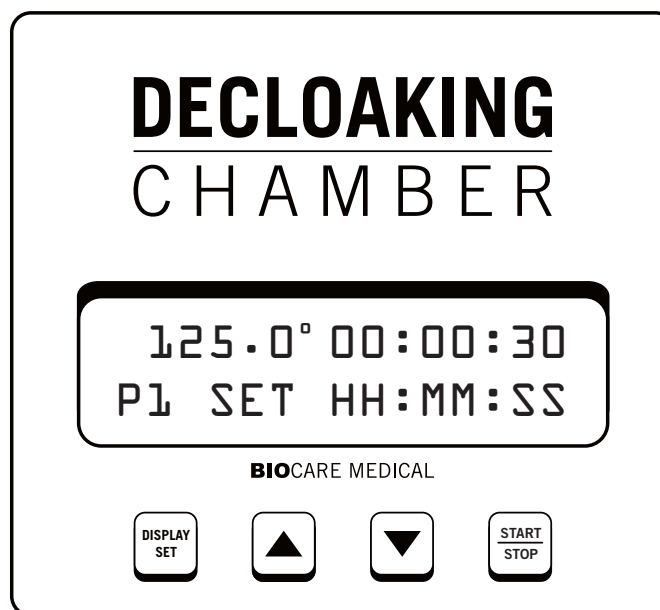 DECLOAKING
CHAMBER
125.0° 00:00:30
P1 SET HH:MM:SS
BIOCARE MEDICAL
DISPLAY
SET
START
STOP